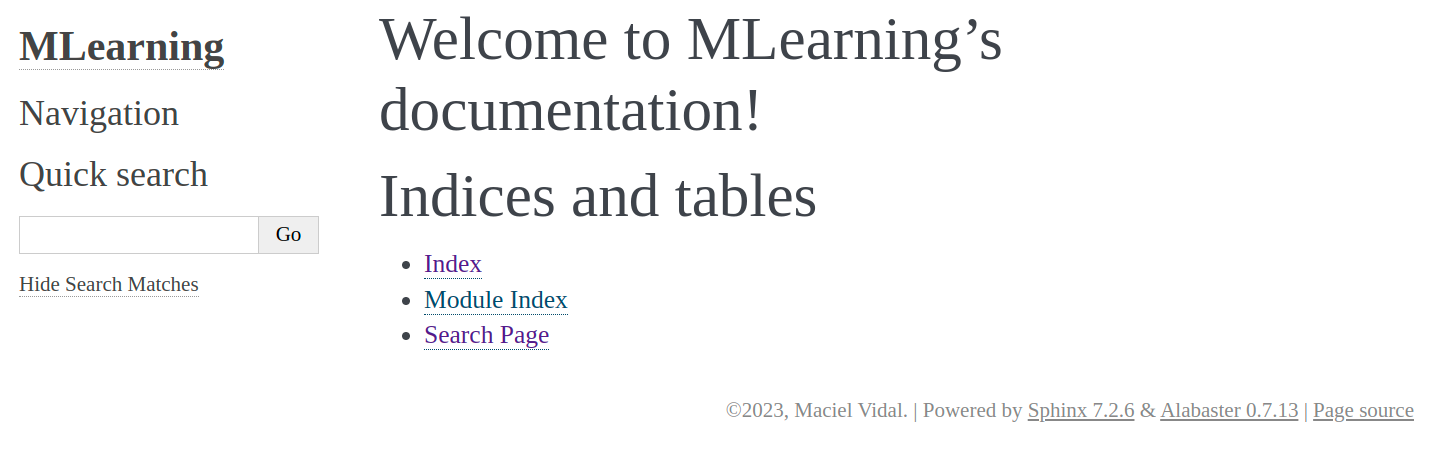 MLearning
Navigation
Quick search
Go
Hide Search Matches
Welcome to MLearning’s
documentation!
Indices and tables
Index
Module Index
Search Page
©2023, Maciel Vidal. | Powered by Sphinx 7.2.6 & Alabaster 0.7.13 | Page source